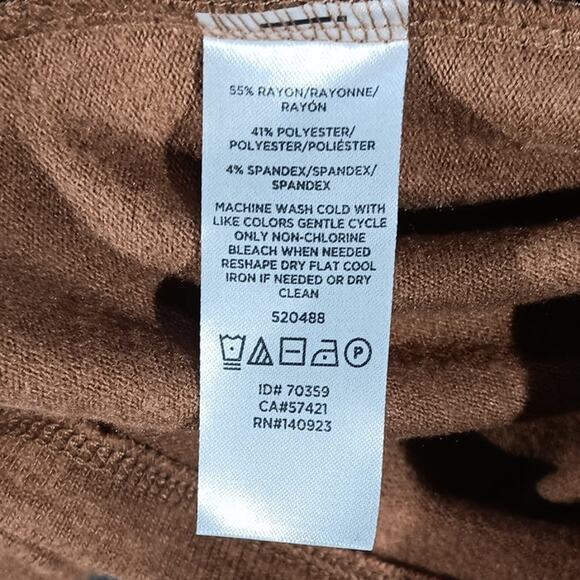 55% RAYON/RAYONNE/
RAYÓN
41% POLYESTER/
POLYESTER/POLIÉSTER
4% SPANDEX/SPANDEX/
SPANDEX
MACHINE WASH COLD WITH
LIKE COLORS GENTLE CYCLE
ONLY NON-CHLORINE
BLEACH WHEN NEEDED
RESHAPE DRY FLAT COOL
IRON IF NEEDED OR DRY
CLEAN
520488
P
ID# 70359
CA#57421
RN#140923